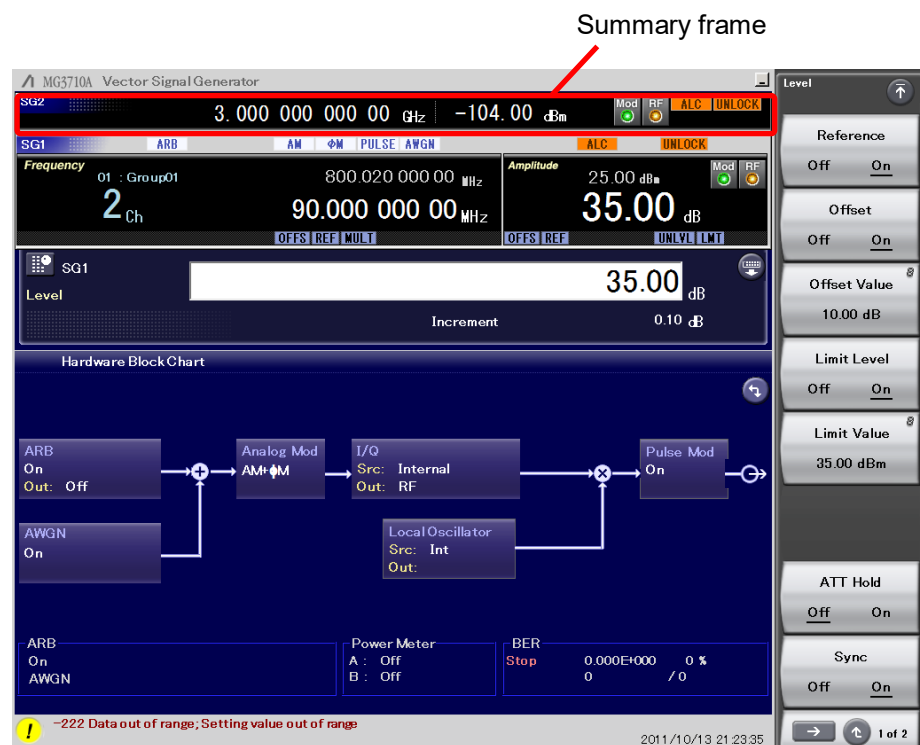 Summary frame
MG3710A Vector Signal Generator
SG2
3. 000 000 000 00 GHz -104. 00 dBm Mod RF ALC UNLOCK
SG1 ARB AM ΦM PULSE AWGN ALC UNLOCK
Frequency
01 : Group01 800.020 000 00 MHz
2 Ch 90.000 000 00 MHz
OFFS REF MULT
Amplitude
25.00 dBm Mod RF
35.00 dB
OFFS REF UNLVL LMT
SG1
Level
35.00 dB
Increment 0.10 dB
Hardware Block Chart
ARB
On
Out: Off
AWGN
On
Analog Mod
AM+ΦM
I/Q
Src: Internal
Out: RF
Local Oscillator
Src: Int
Out:
Pulse Mod
On
ARB
On
AWGN
Power Meter
A : Off
B : Off
BER
Stop 0.000E+000 0 %
0 / 0
! -222 Data out of range; Setting value out of range
2011/10/13 21:23:35
Level
Reference
Off On
Offset
Off On
Offset Value
10.00 dB
Limit Level
Off On
Limit Value
35.00 dBm
ATT Hold
Off On
Sync
Off On
1 of 2